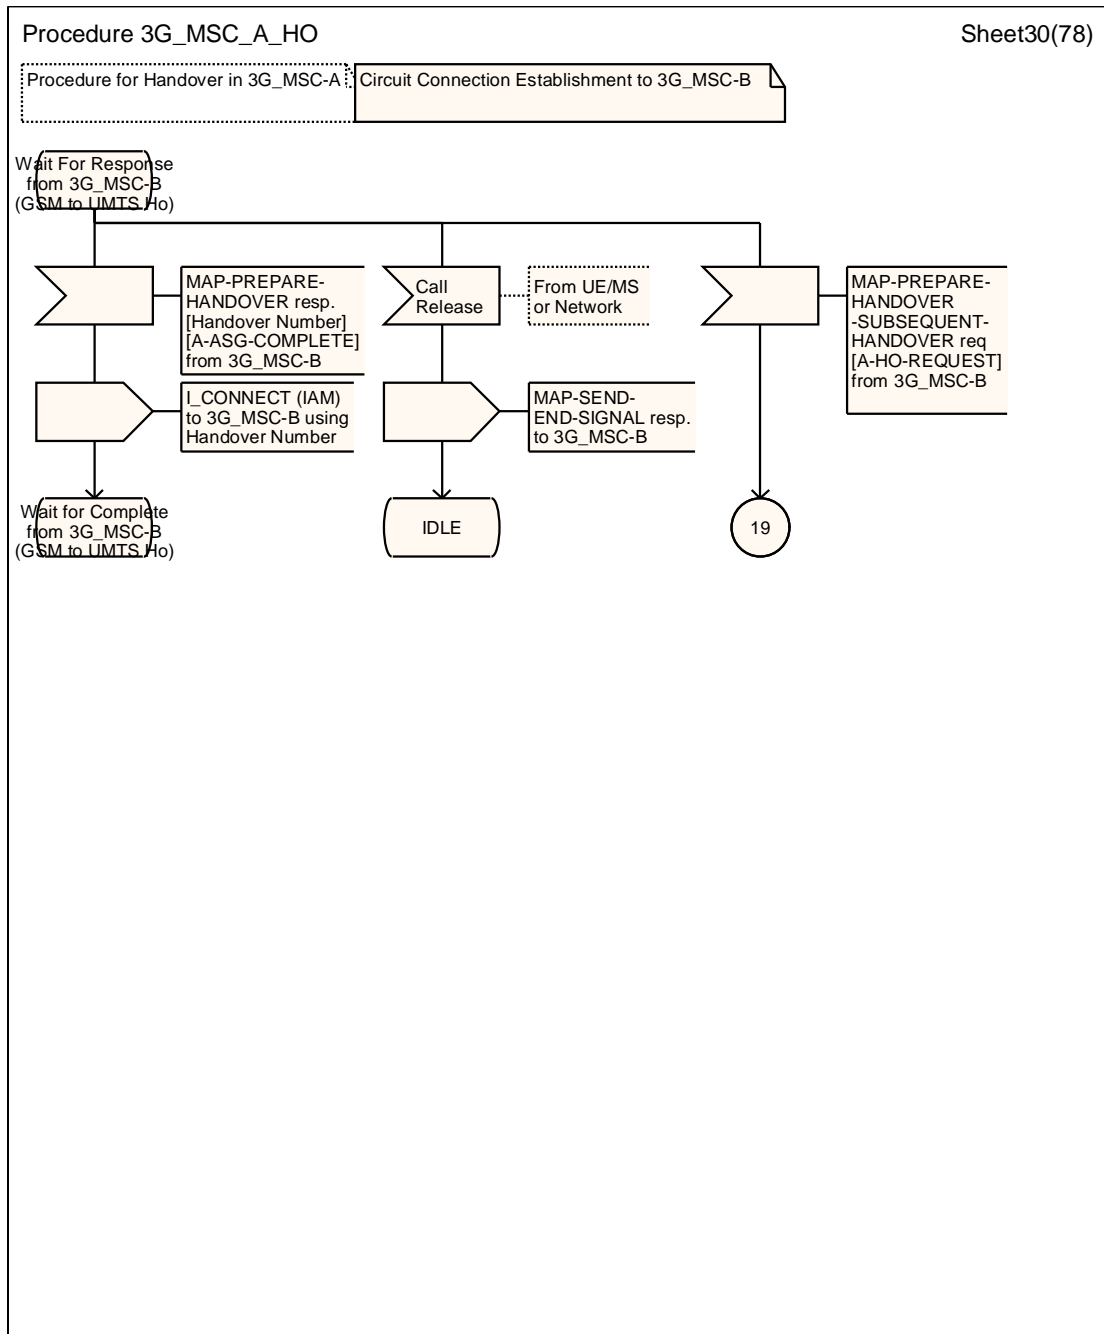 Procedure 3G_MSC_A_HO
Sheet30(78)
Procedure for Handover in 3G_MSC-A
Circuit Connection Establishment to 3G_MSC-B
Wait For Response
from 3G_MSC-B
(GSM to UMTS Ho)
MAP-PREPARE-
HANDOVER resp.
[Handover Number]
[A-ASG-COMPLETE]
from 3G_MSC-B
Call
Release
From UE/MS
or Network
MAP-PREPARE-
HANDOVER
-SUBSEQUENT-
HANDOVER req
[A-HO-REQUEST]
from 3G_MSC-B
I_CONNECT (IAM)
to 3G_MSC-B using
Handover Number
MAP-SEND-
END-SIGNAL resp.
to 3G_MSC-B
Wait for Complete
from 3G_MSC-B
(GSM to UMTS Ho)
IDLE
19